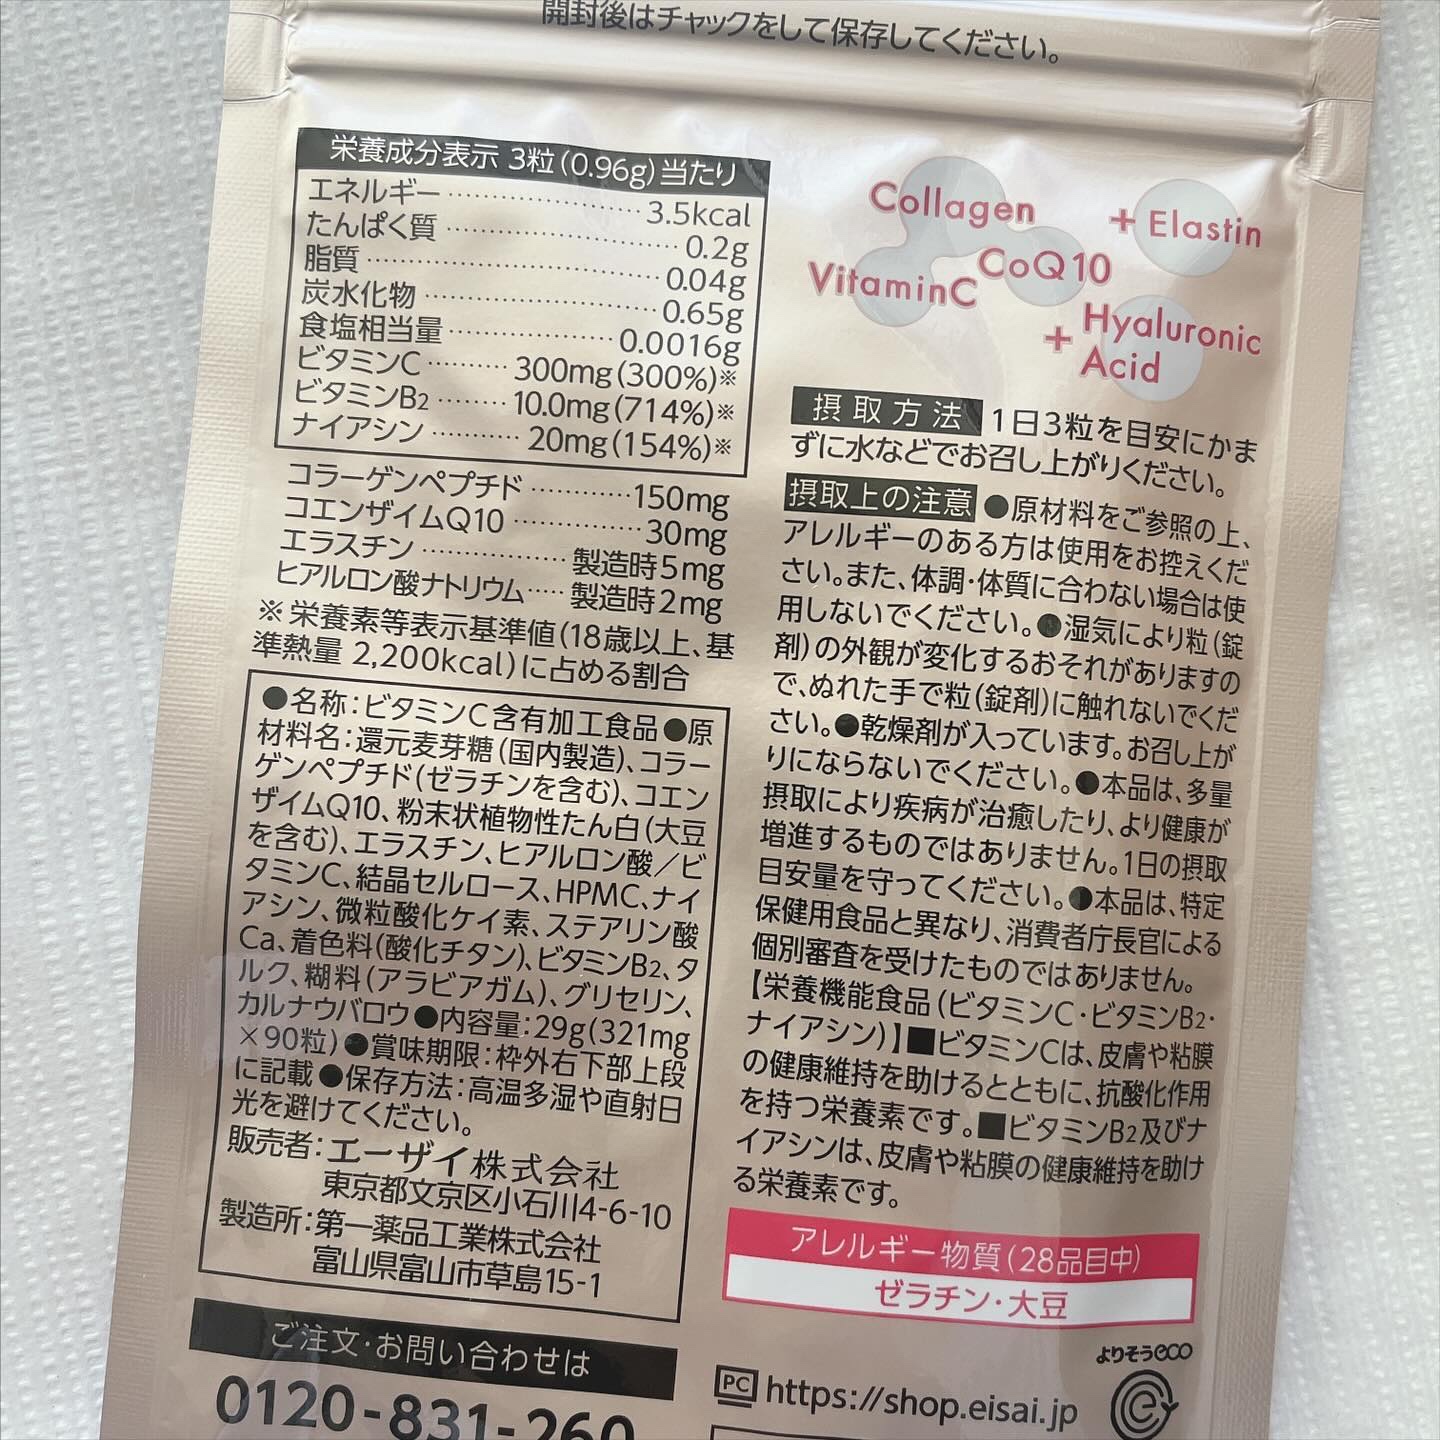 開封後はチャックをして保存してください。
栄養成分表示 3粒(0.96g)当たり
エネルギー 3.5kcal
たんぱく質 0.2g
脂質 0.04g
炭水化物 0.65g
食塩相当量 0.0016g
ビタミンC 300mg(300%)※
ビタミンB2 10.0mg(714%)※
ナイアシン 20mg(154%)※
コラーゲンペプチド 150mg
コエンザイムQ10 30mg
エラスチン 製造時5mg
ヒアルロン酸ナトリウム 製造時2mg
※栄養素等表示基準値(18歳以上、基
準熱量 2,200kcal)に占める割合
●名称:ビタミンC含有加工食品●原
材料名:還元麦芽糖(国内製造)、コラー
ゲンペプチド(ゼラチンを含む)、コエン
ザイムQ10、粉末状植物性たん白(大豆
を含む)、エラスチン、ヒアルロン酸/ビ
タミンC、結晶セルロース、HPMC、ナイ
アシン、微粒酸化ケイ素、ステアリン酸
Ca、着色料(酸化チタン)、ビタミンB2、タ
ルク、糊料(アラビアガム)、グリセリン、
カルナウバロウ●内容量:29g(321mg
×90粒)●賞味期限:枠外右下部上段
に記載●保存方法:高温多湿や直射日
光を避けてください。
販売者:エーザイ株式会社
東京都文京区小石川4-6-10
製造所:第一薬品工業株式会社
富山県富山市草島15-1
ご注文・お問い合わせは
0120-831-260
Collagen
+ Elastin
CoQ10
VitaminC
+ Hyaluronic
Acid
摂取方法 1日3粒を目安にかま
ずに水などでお召し上がりください。
摂取上の注意 ●原材料をご参照の上、
アレルギーのある方は使用をお控えくだ
さい。また、体調・体質に合わない場合は使
用しないでください。●湿気により粒(錠
剤)の外観が変化するおそれがありますの
で、ぬれた手で粒(錠剤)に触れないでくだ
さい。●乾燥剤が入っています。お召し上が
りにならないでください。●本品は、多量
摂取により疾病が治癒したり、より健康が
増進するものではありません。1日の摂取
目安量を守ってください。●本品は、特定
保健用食品と異なり、消費者庁長官による
個別審査を受けたものではありません。
【栄養機能食品(ビタミンC・ビタミンB2・
ナイアシン)】■ビタミンCは、皮膚や粘膜
の健康維持を助けるとともに、抗酸化作用
を持つ栄養素です。■ビタミンB2及びナ
イアシンは、皮膚や粘膜の健康維持を助け
る栄養素です。
アレルギー物質(28品目中)
ゼラチン・大豆
よりそうeco
PC https://shop.eisai.jp